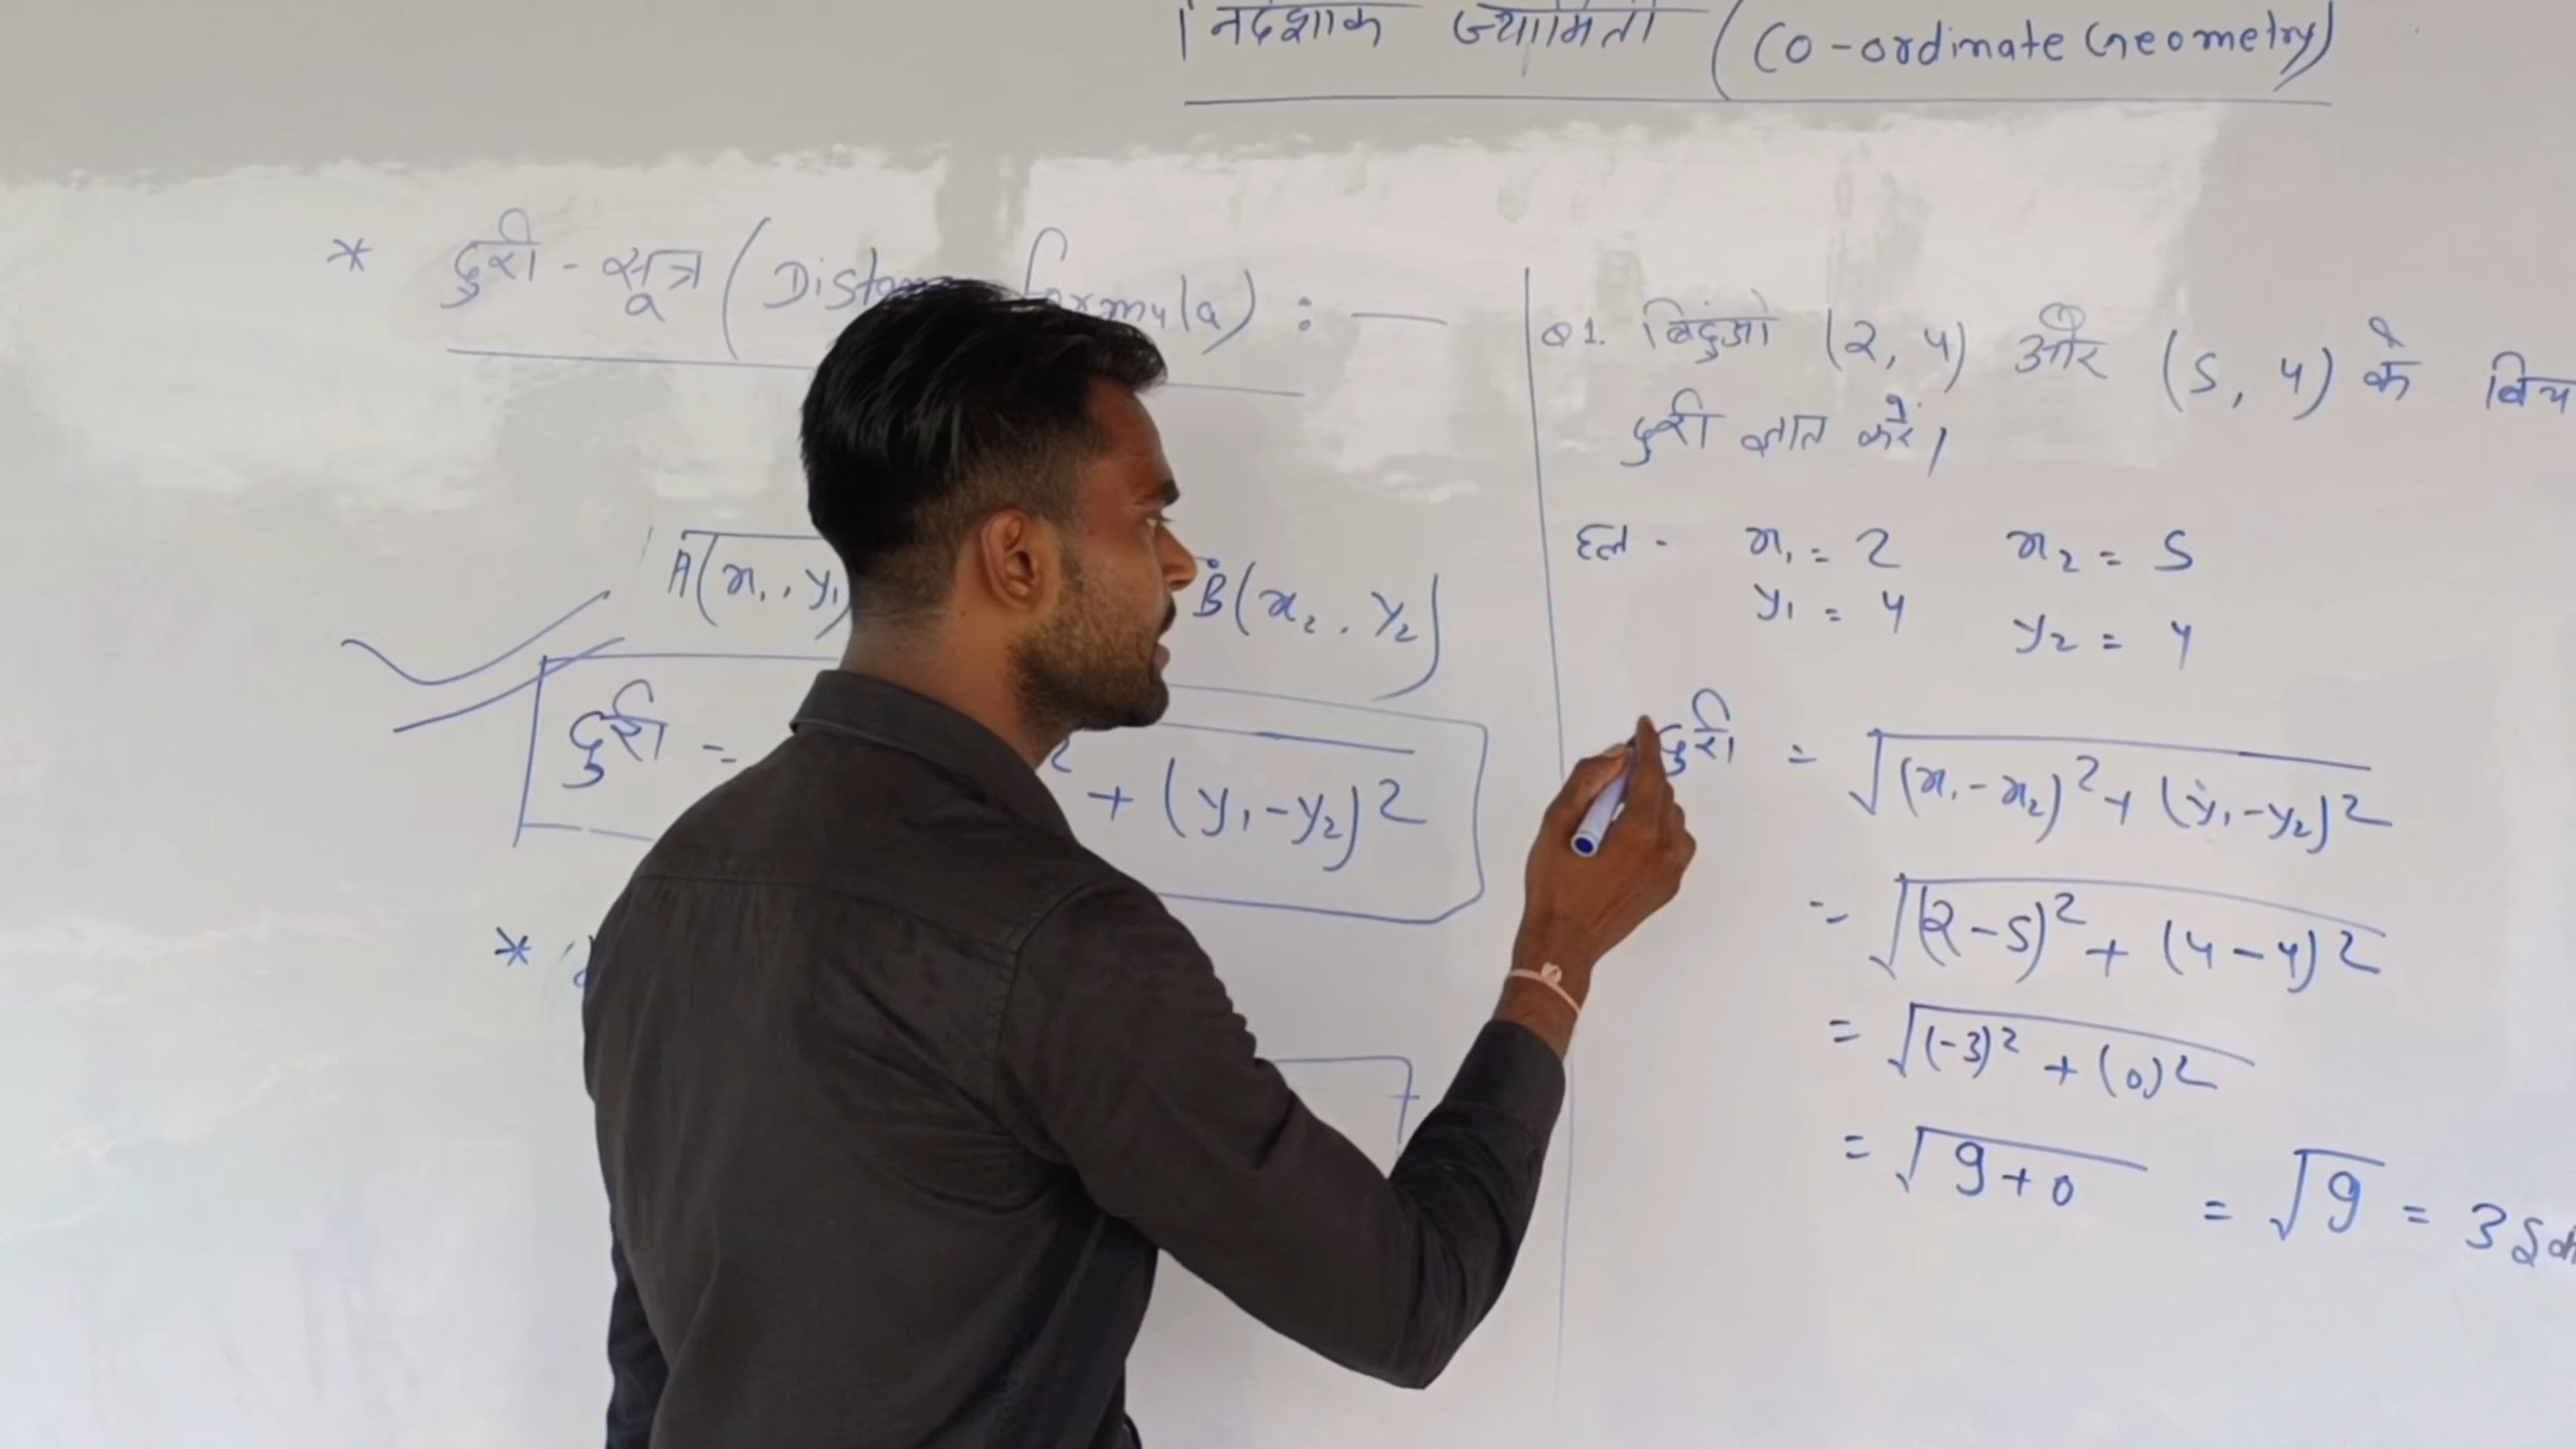 निर्देशांक ज्यामिती (Co-ordinate Geometry)
* दुरी - सूत्र ( formula) : —
A(x₁, y₁) B(x₂, y₂)
दुरी = ² + (y₁-y₂)²
*
Q1. बिंदुओ (2, 4) और (5, 4) के
दुरी ज्ञात करें।
हल - x₁ = 2 x₂ = 5
y₁ = 4 y₂ = 4
दुरी = √(x₁-x₂)² + (y₁-y₂)²
= √(2-5)² + (4-4)²
= √(-3)² + (0)²
= √9+0 = √9 = 3